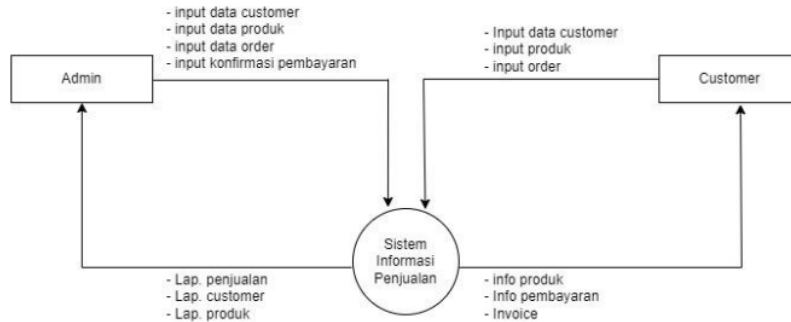 - input data customer
- input data produk
- input data order
- input konfirmasi pembayaran
- Input data customer
- input produk
- input order
Admin
Customer
Sistem
Informasi
Penjualan
- Lap. penjualan
- Lap. customer
- Lap. produk
- info produk
- Info pembayaran
- Invoice